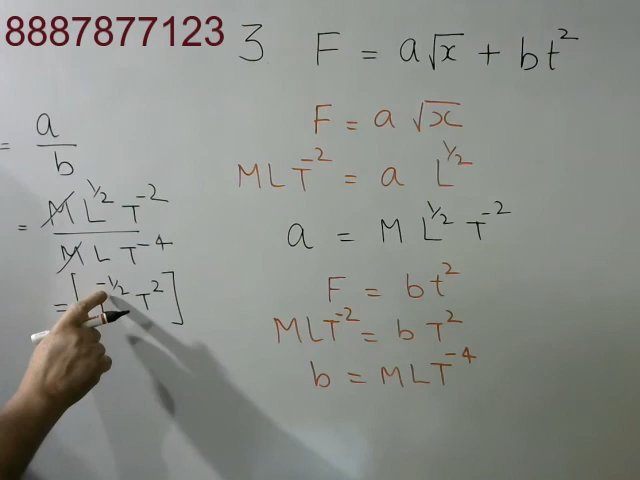 8887877123
3 F = a√x + bt²
= a/b
= M L^1/2 T^-2 / M L T^-4
= [ ^-1/2 T²]
F = a √x
MLT^-2 = a L^1/2
a = M L^1/2 T^-2
F = bt²
MLT^-2 = b T²
b = MLT^-4